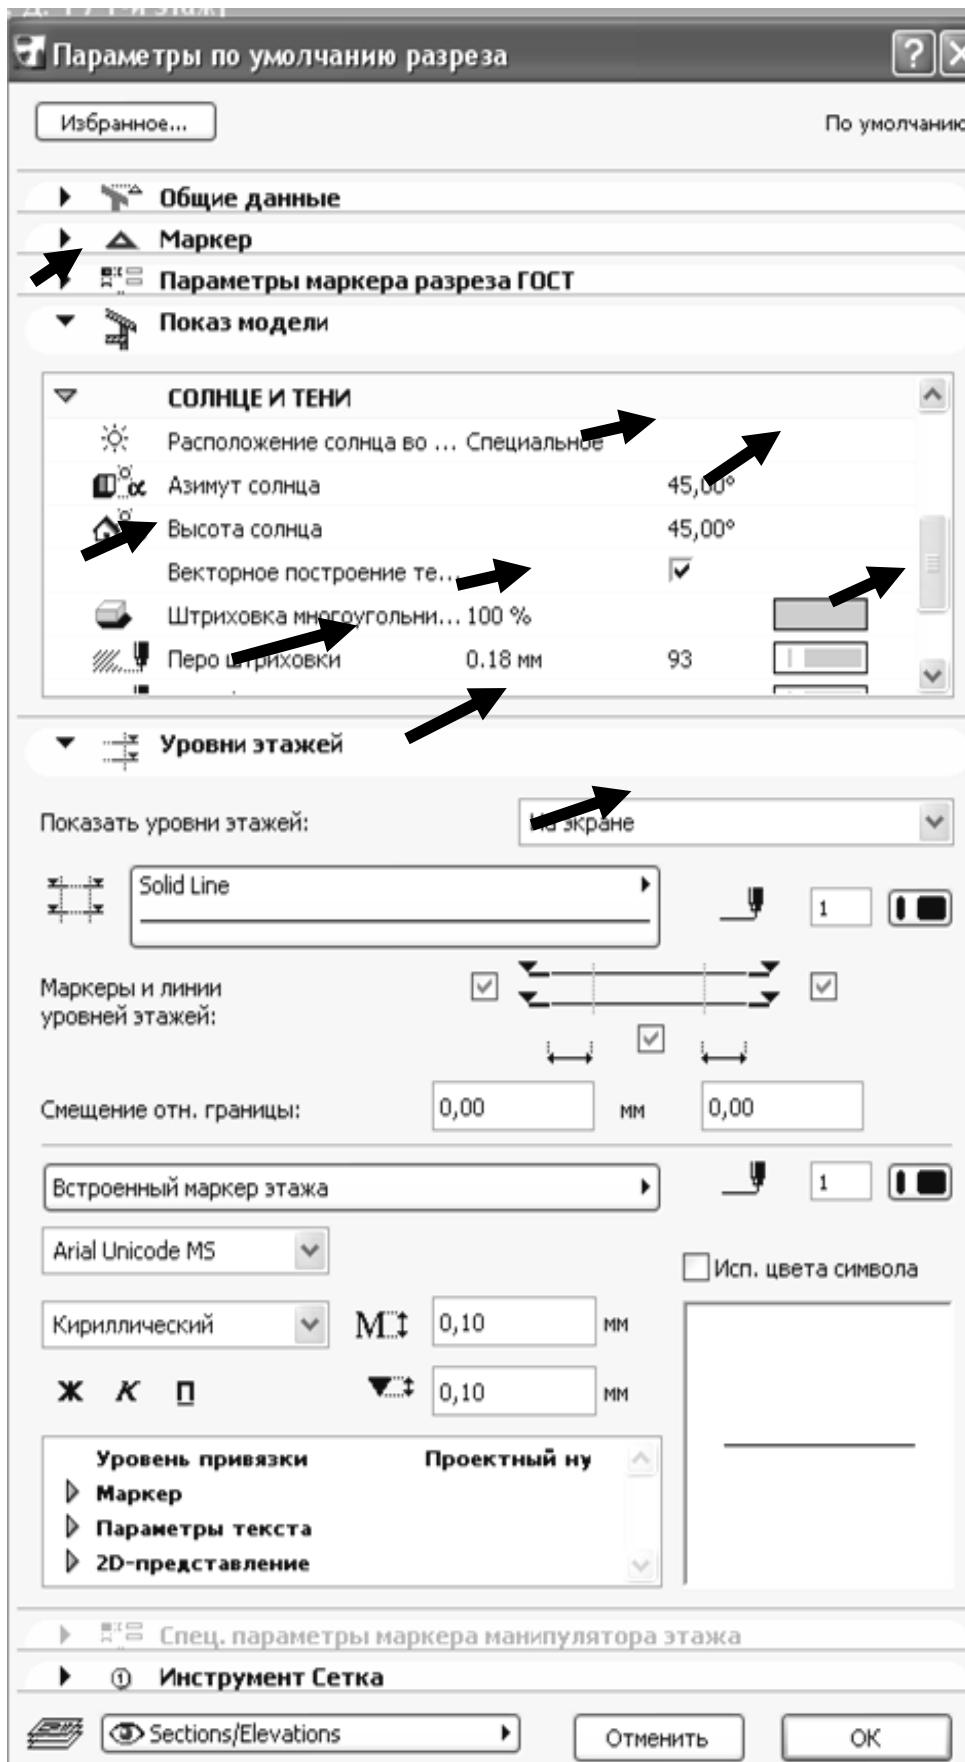 Параметры по умолчанию разреза
Избранное...
По умолчанию
Общие данные
Маркер
Параметры маркера разреза ГОСТ
Показ модели
СОЛНЦЕ И ТЕНИ
Расположение солнца во ... Специальное
Азимут солнца 45,00°
Высота солнца 45,00°
Векторное построение те...
Штриховка многоугольни... 100 %
Перо штриховки 0.18 мм 93
Уровни этажей
Показать уровни этажей: На экране
Solid Line
1
Маркеры и линии
уровней этажей:
Смещение отн. границы: 0,00 мм 0,00
Встроенный маркер этажа 1
Arial Unicode MS
Исп. цвета символа
Кириллический М 0,10 мм
Ж К П 0,10 мм
Уровень привязки Проектный ну
Маркер
Параметры текста
2D-представление
Спец. параметры маркера манипулятора этажа
Инструмент Сетка
Sections/Elevations Отменить OK